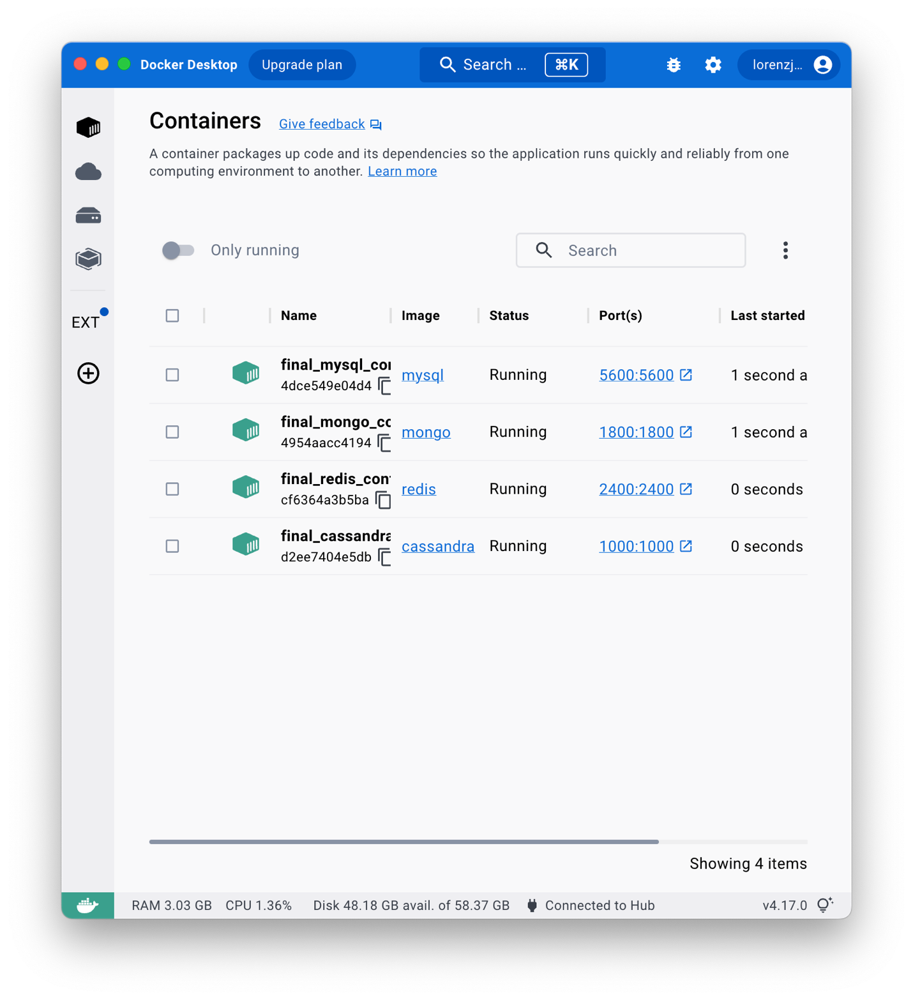 Docker Desktop Upgrade plan Search ... ⌘K lorenzj...
Containers Give feedback
A container packages up code and its dependencies so the application runs quickly and reliably from one
computing environment to another. Learn more
Only running Search
EXT
Name Image Status Port(s) Last started
final_mysql_con
4dce549e04d4 mysql Running 5600:5600 1 second a
final_mongo_co
4954aacc4194 mongo Running 1800:1800 1 second a
final_redis_cont
cf6364a3b5ba redis Running 2400:2400 0 seconds
final_cassandra
d2ee7404e5db cassandra Running 1000:1000 0 seconds
Showing 4 items
RAM 3.03 GB CPU 1.36% Disk 48.18 GB avail. of 58.37 GB Connected to Hub v4.17.0